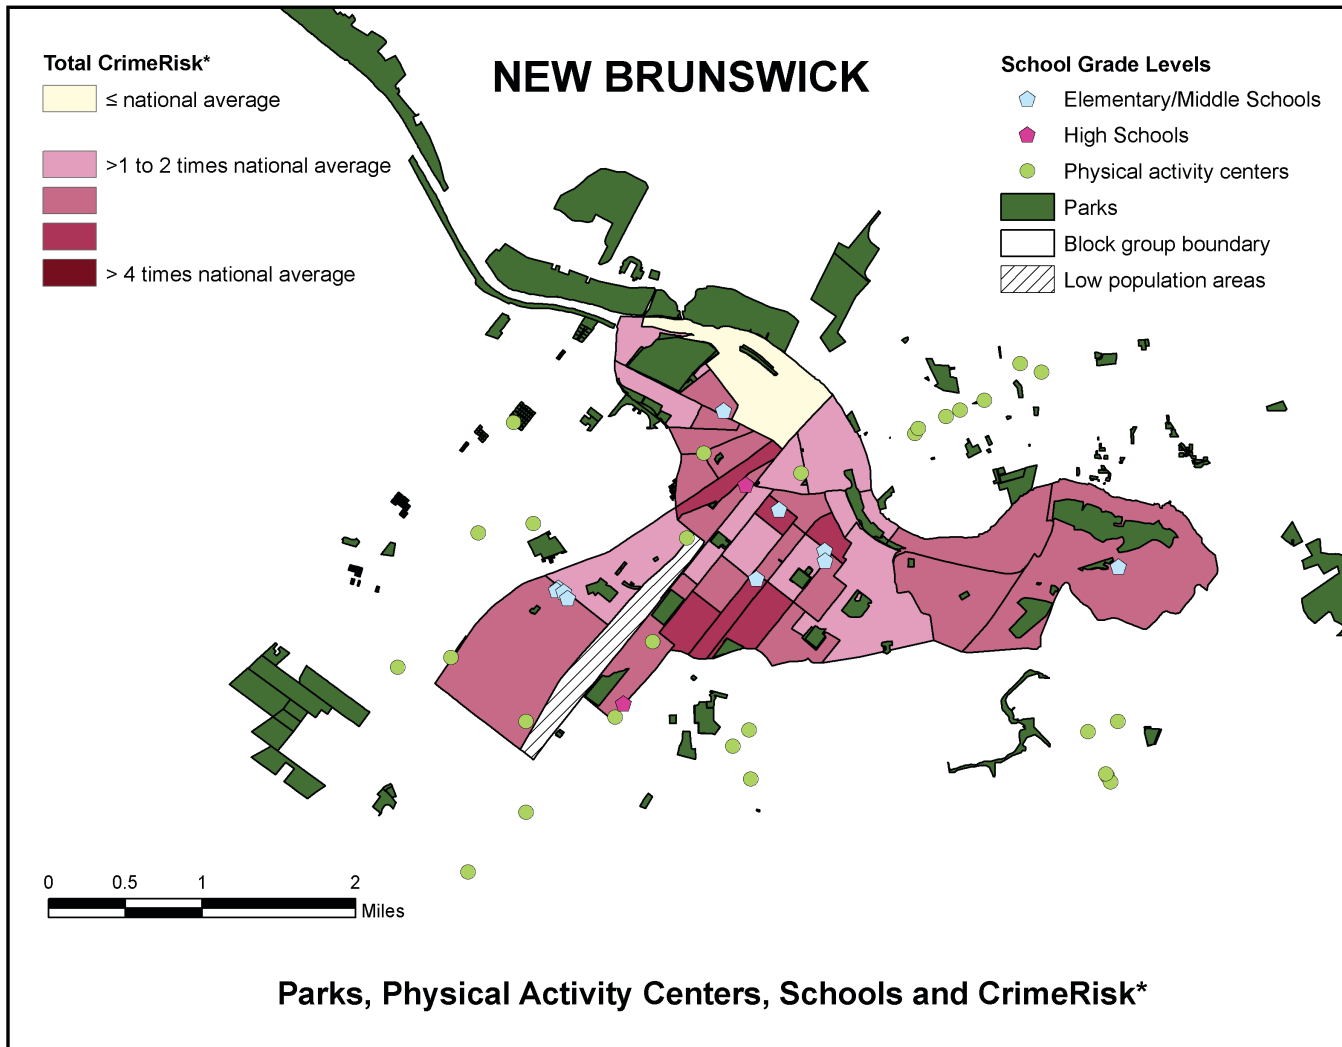 NEW BRUNSWICK
Total CrimeRisk*
≤ national average
>1 to 2 times national average
> 4 times national average
School Grade Levels
Elementary/Middle Schools
High Schools
Physical activity centers
Parks
Block group boundary
Low population areas
0 0.5 1 2
Miles
Parks, Physical Activity Centers, Schools and CrimeRisk*